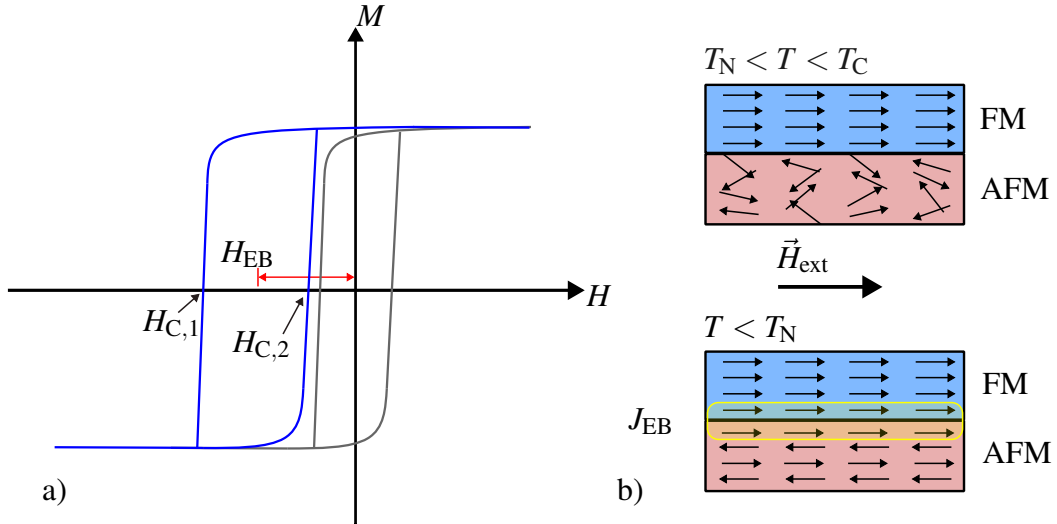 M
H
H_EB
H_C,1
H_C,2
a)
T_N < T < T_C
FM
AFM
H⃗_ext
T < T_N
FM
J_EB
AFM
b)